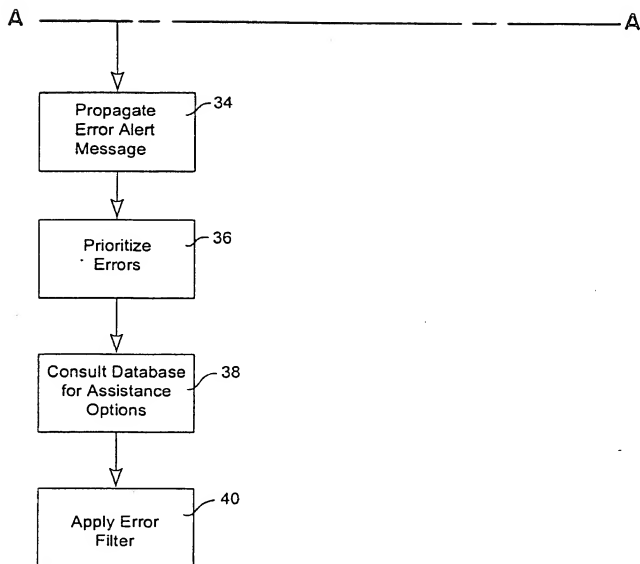 A A
Propagate
Error Alert
Message
34
Prioritize
Errors
36
Consult Database
for Assistance
Options
38
Apply Error
Filter
40